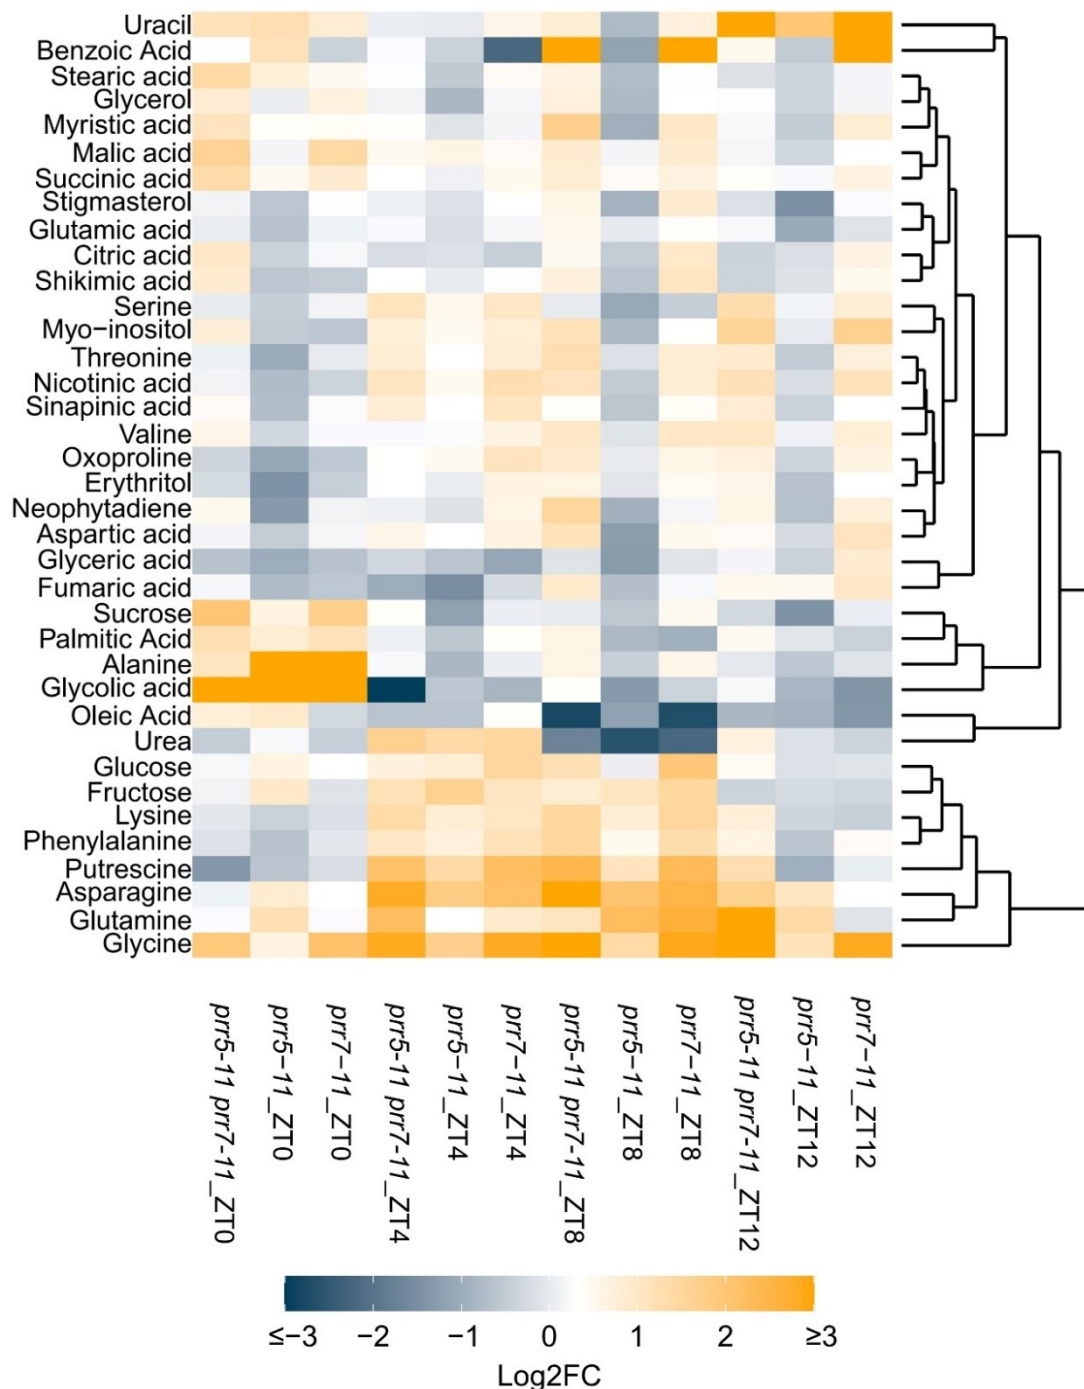 Uracil
Benzoic Acid
Stearic acid
Glycerol
Myristic acid
Malic acid
Succinic acid
Stigmasterol
Glutamic acid
Citric acid
Shikimic acid
Serine
Myo−inositol
Threonine
Nicotinic acid
Sinapinic acid
Valine
Oxoproline
Erythritol
Neophytadiene
Aspartic acid
Glyceric acid
Fumaric acid
Sucrose
Palmitic Acid
Alanine
Glycolic acid
Oleic Acid
Urea
Glucose
Fructose
Lysine
Phenylalanine
Putrescine
Asparagine
Glutamine
Glycine
prr5-11 prr7-11_ZT0
prr5−11_ZT0
prr7−11_ZT0
prr5-11 prr7-11_ZT4
prr5−11_ZT4
prr7−11_ZT4
prr5-11 prr7-11_ZT8
prr5−11_ZT8
prr7−11_ZT8
prr5-11 prr7-11_ZT12
prr5−11_ZT12
prr7−11_ZT12
≤−3 −2 −1 0 1 2 ≥3
Log2FC